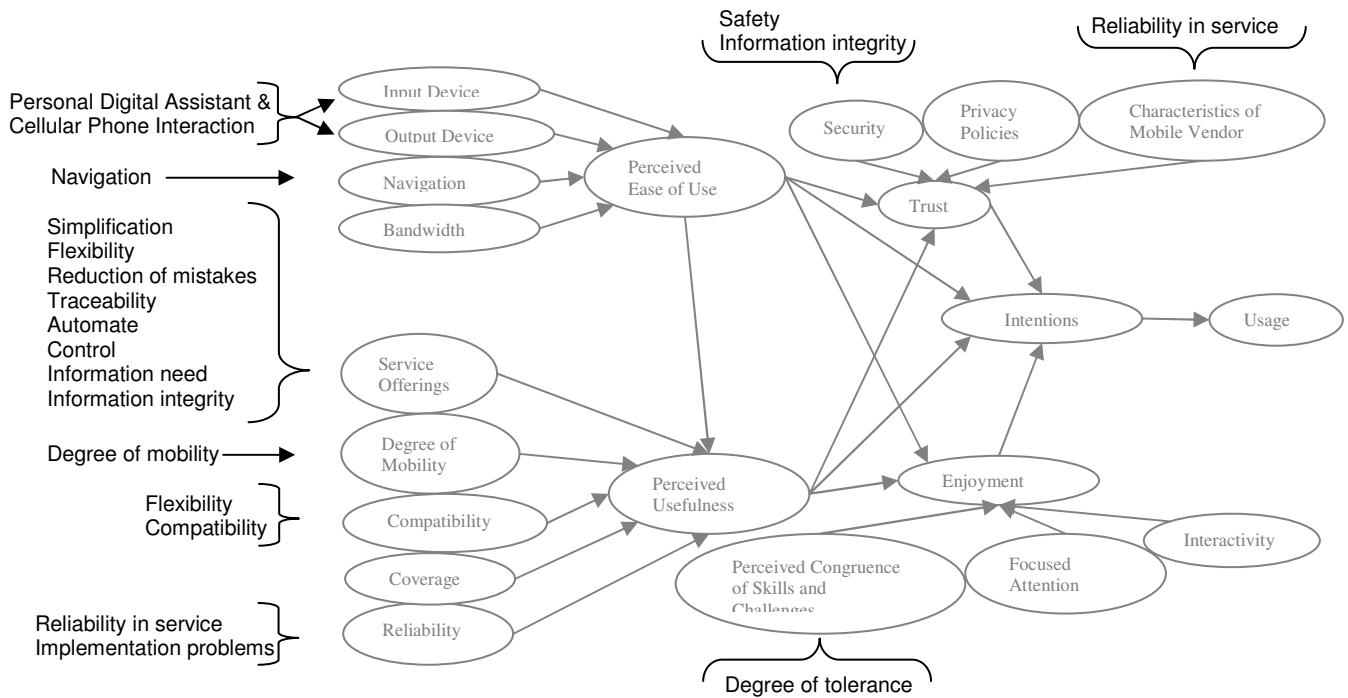 Safety
Information integrity
Reliability in service
Personal Digital Assistant &
Cellular Phone Interaction
Input Device
Output Device
Navigation
Navigation
Bandwidth
Perceived
Ease of Use
Security
Privacy
Policies
Characteristics of
Mobile Vendor
Trust
Simplification
Flexibility
Reduction of mistakes
Traceability
Automate
Control
Information need
Information integrity
Intentions
Usage
Service
Offerings
Degree of mobility
Degree of
Mobility
Perceived
Usefulness
Enjoyment
Flexibility
Compatibility
Compatibility
Interactivity
Coverage
Perceived Congruence
of Skills and
Challenges
Focused
Attention
Reliability in service
Implementation problems
Reliability
Degree of tolerance